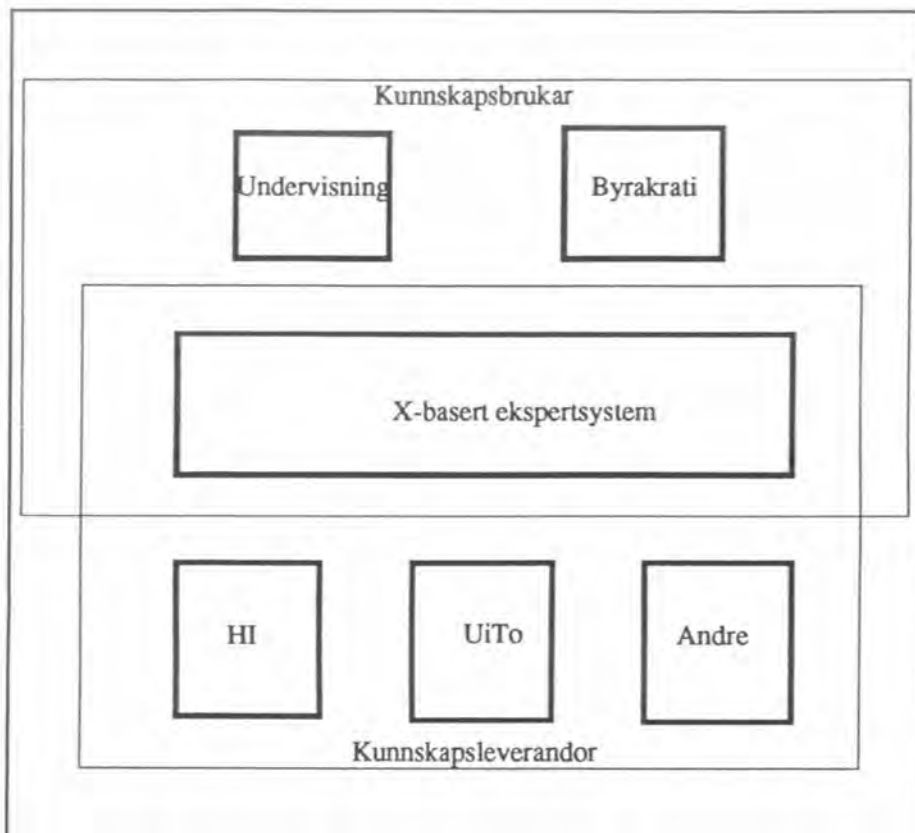 Kunnskapsbrukar
Undervisning
Byrakrati
X-basert ekspertsystem
HI
UiTo
Andre
Kunnskapsleverandor